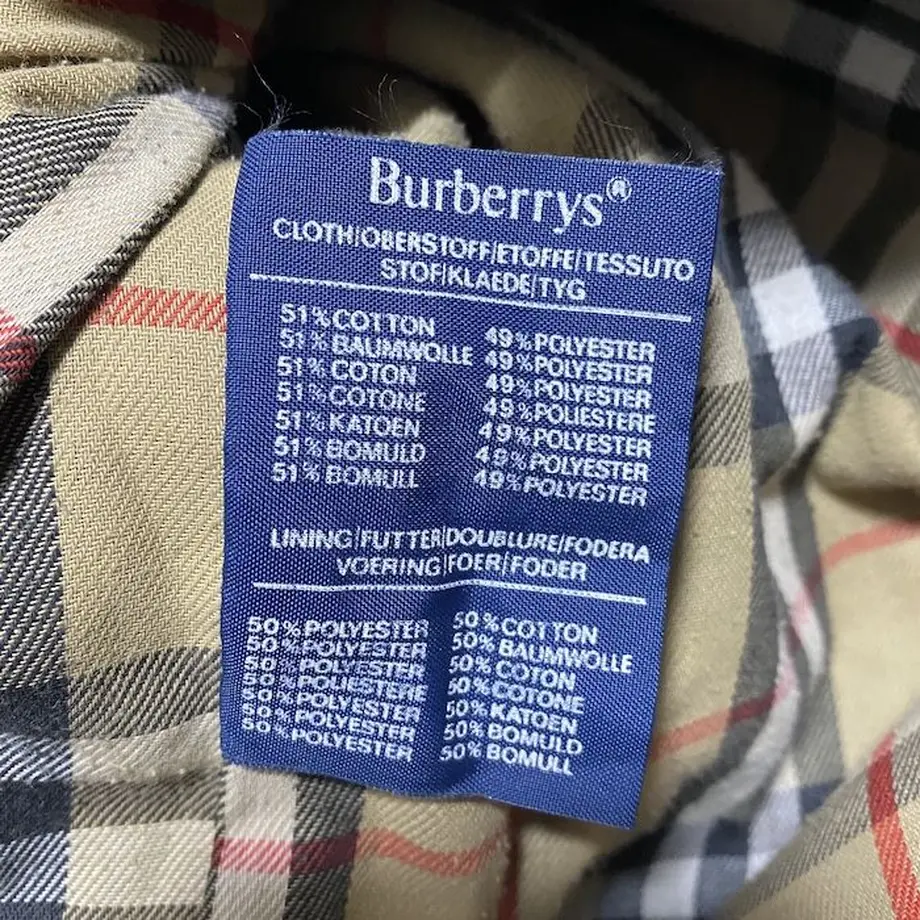 Burberrys®
CLOTH/OBERSTOFF/ETOFFE/TESSUTO
STOF/KLAEDE/TYG
51% COTTON 49% POLYESTER
51% BAUMWOLLE 49% POLYESTER
51% COTON 49% POLYESTER
51% COTONE 49% POLIESTERE
51% KATOEN 49% POLYESTER
51% BOMULD 49% POLYESTER
51% BOMULL 49% POLYESTER
LINING/FUTTER/DOUBLURE/FODERA
VOERING/FOER/FODER
50% POLYESTER 50% COTTON
50% POLYESTER 50% BAUMWOLLE
50% POLYESTER 50% COTON
50% POLIESTERE 50% COTONE
50% POLYESTER 50% KATOEN
50% POLYESTER 50% BOMULD
50% POLYESTER 50% BOMULL